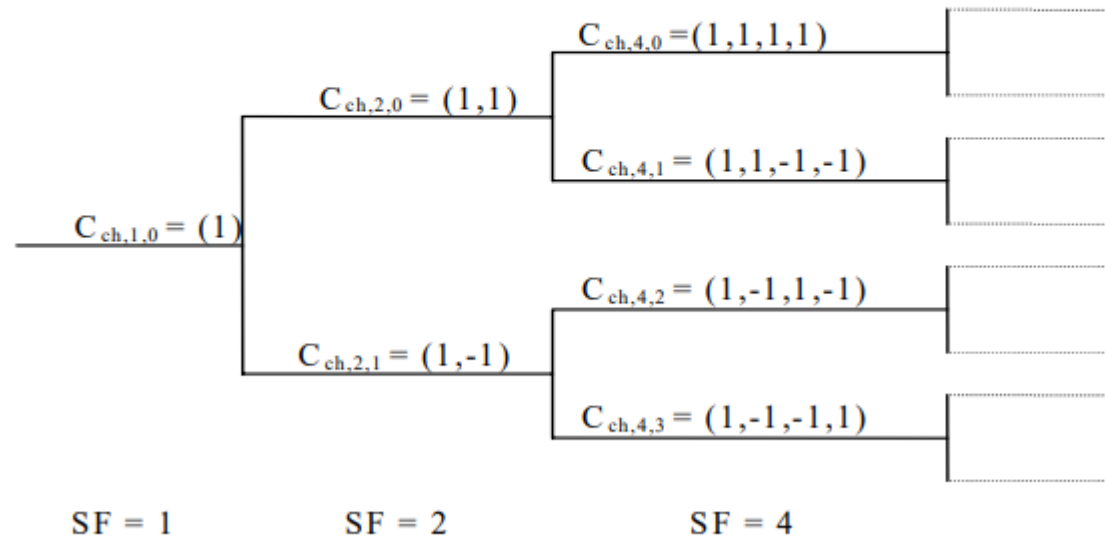 C ch,4,0 =(1,1,1,1)
C ch,2,0 = (1,1)
C ch,4,1 = (1,1,-1,-1)
C ch,1,0 = (1)
C ch,4,2 = (1,-1,1,-1)
C ch,2,1 = (1,-1)
C ch,4,3 = (1,-1,-1,1)
SF = 1 SF = 2 SF = 4